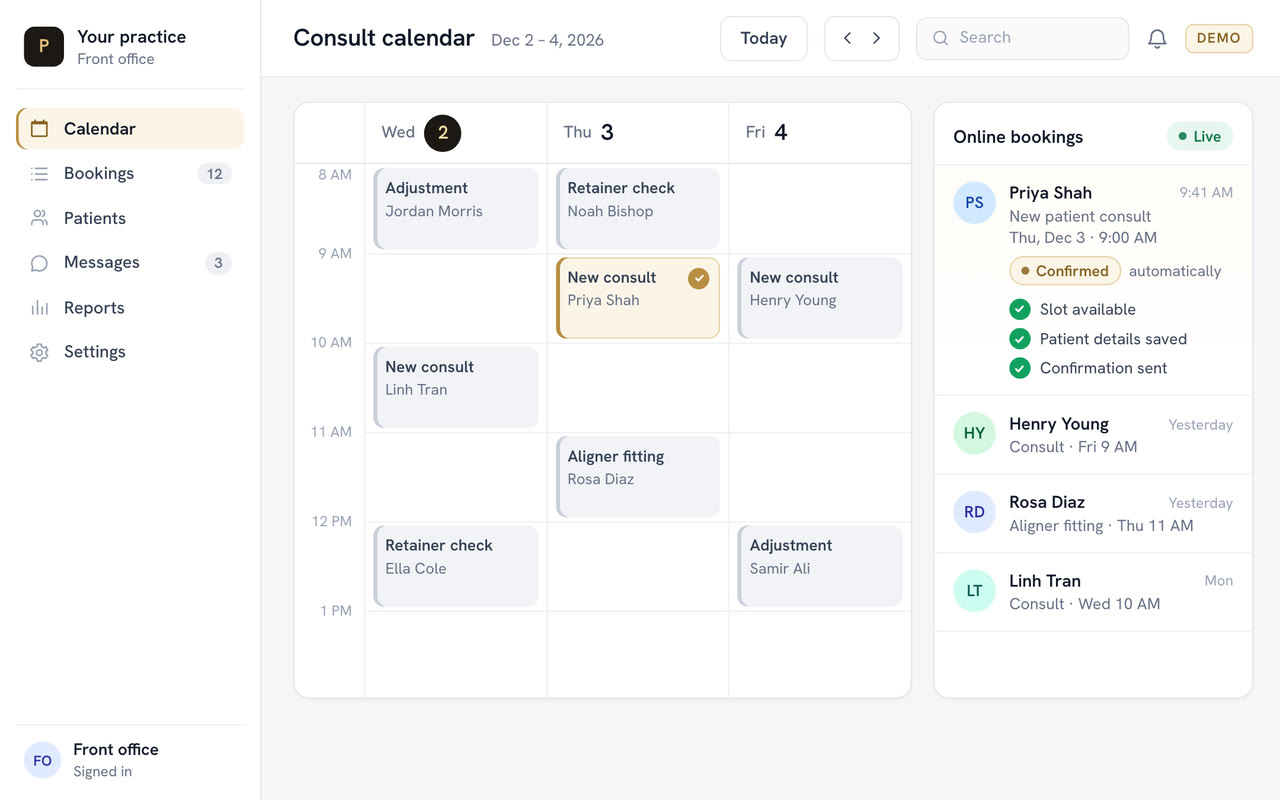 P
Your practice
Front office
Calendar
Bookings 12
Patients
Messages 3
Reports
Settings
FO
Front office
Signed in
Consult calendar Dec 2 – 4, 2026
Today
Search
DEMO
Wed 2
Thu 3
Fri 4
8 AM
9 AM
10 AM
11 AM
12 PM
1 PM
Adjustment
Jordan Morris
New consult
Linh Tran
Retainer check
Ella Cole
Retainer check
Noah Bishop
New consult
Priya Shah
Aligner fitting
Rosa Diaz
New consult
Henry Young
Adjustment
Samir Ali
Online bookings
Live
PS
Priya Shah 9:41 AM
New patient consult
Thu, Dec 3 · 9:00 AM
Confirmed automatically
Slot available
Patient details saved
Confirmation sent
HY
Henry Young Yesterday
Consult · Fri 9 AM
RD
Rosa Diaz Yesterday
Aligner fitting · Thu 11 AM
LT
Linh Tran Mon
Consult · Wed 10 AM